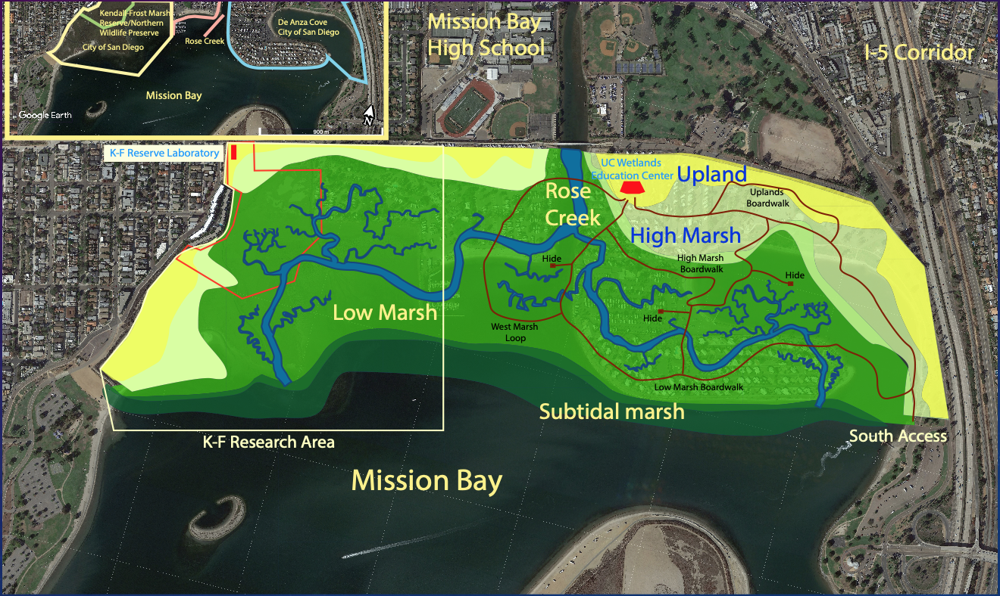 Kendall-Frost Marsh
Reserve/Northern
Wildlife Preserve
City of San Diego
Rose Creek
De Anza Cove
City of San Diego
Mission Bay
Google Earth
N
900 m
Mission Bay
High School
I-5 Corridor
K-F Reserve Laboratory
UC Wetlands
Education Center
Upland
Rose
Creek
Uplands
Boardwalk
High Marsh
Hide
High Marsh
Boardwalk
Hide
Low Marsh
Hide
West Marsh
Loop
Low Marsh Boardwalk
Subtidal marsh
K-F Research Area
South Access
Mission Bay